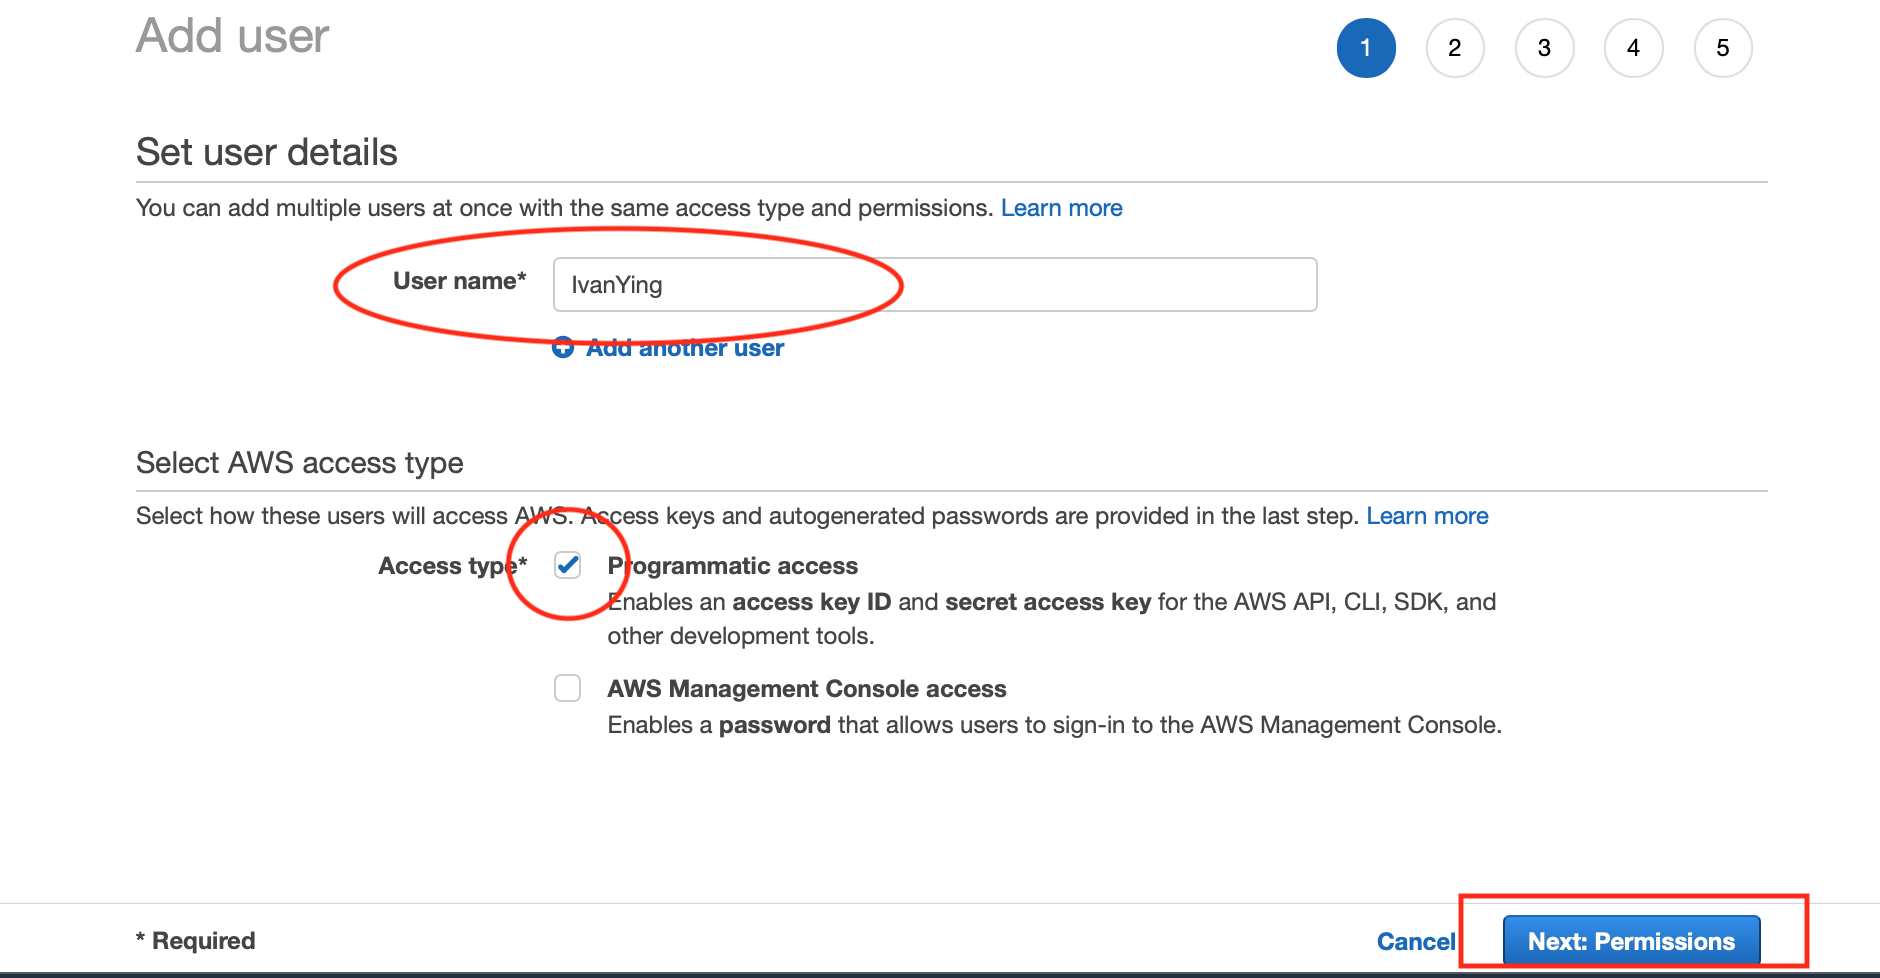 Add user
1 2 3 4 5
Set user details
You can add multiple users at once with the same access type and permissions. Learn more
User name* IvanYing
Add another user
Select AWS access type
Select how these users will access AWS. Access keys and autogenerated passwords are provided in the last step. Learn more
Access type* Programmatic access
Enables an access key ID and secret access key for the AWS API, CLI, SDK, and
other development tools.
AWS Management Console access
Enables a password that allows users to sign-in to the AWS Management Console.
* Required
Cancel Next: Permissions